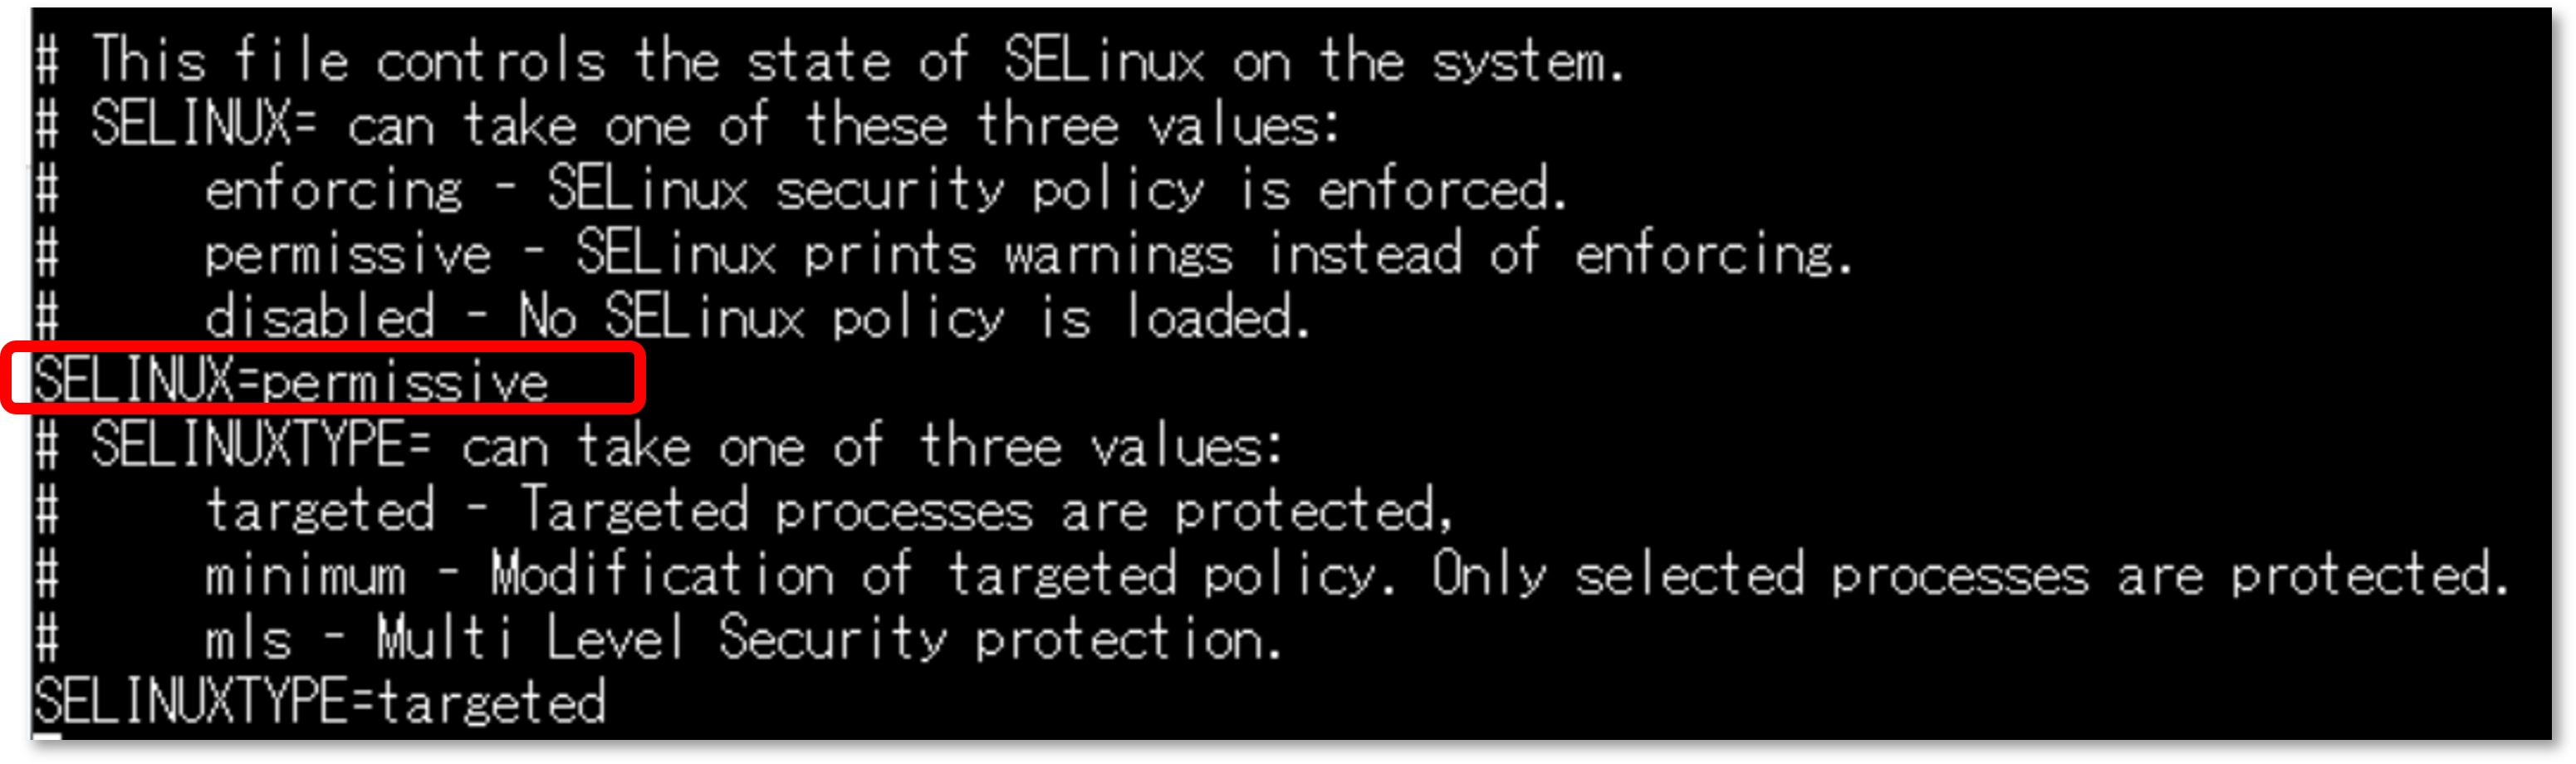 # This file controls the state of SELinux on the system.
# SELINUX= can take one of these three values:
#     enforcing - SELinux security policy is enforced.
#     permissive - SELinux prints warnings instead of enforcing.
#     disabled - No SELinux policy is loaded.
SELINUX=permissive
# SELINUXTYPE= can take one of three values:
#     targeted - Targeted processes are protected,
#     minimum - Modification of targeted policy. Only selected processes are protected.
#     mls - Multi Level Security protection.
SELINUXTYPE=targeted